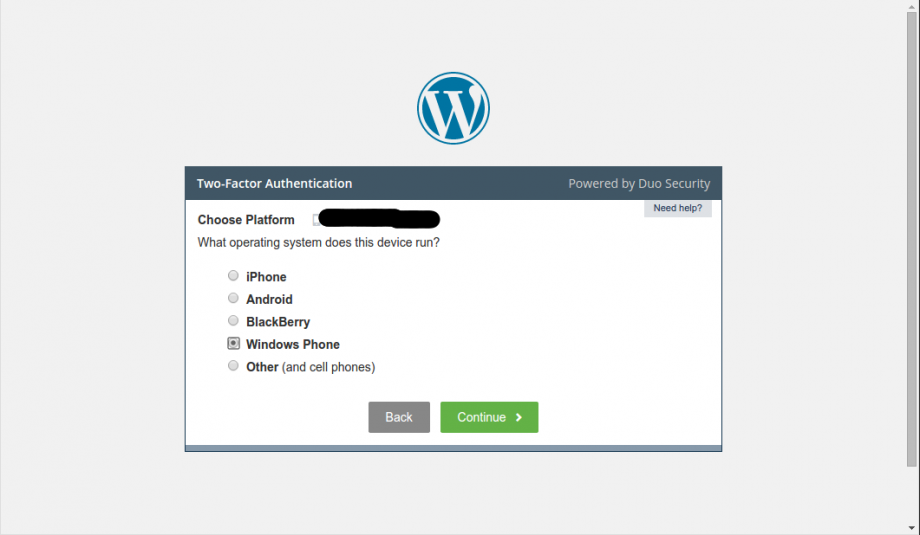 Two-Factor Authentication Powered by Duo Security
Need help?
Choose Platform
What operating system does this device run?
iPhone
Android
BlackBerry
Windows Phone
Other (and cell phones)
Back Continue